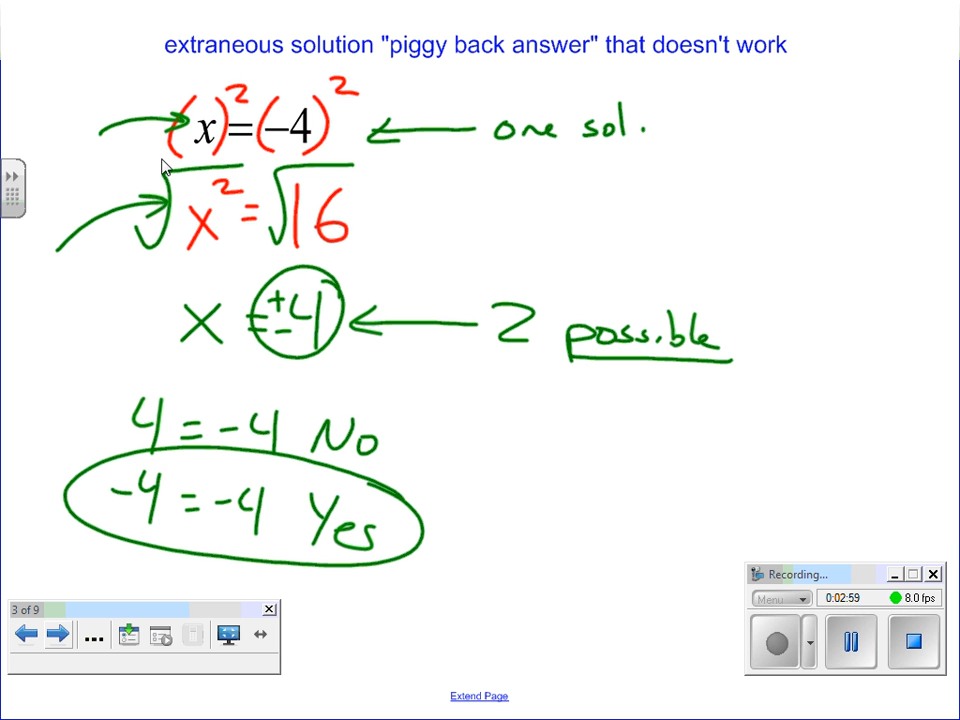 extraneous solution "piggy back answer" that doesn't work
( x )² = ( –4 )² ← one sol.
√x² = √16
x = ±4 ← 2 possible
4 = -4 No
-4 = -4 Yes
Recording...
Menu 0:02:59 8.0 fps
3 of 9
...
Extend Page